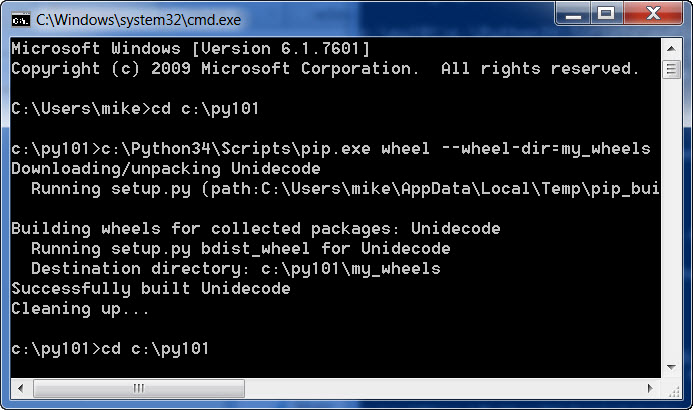 C:\Windows\system32\cmd.exe
Microsoft Windows [Version 6.1.7601]
Copyright (c) 2009 Microsoft Corporation.  All rights reserved.
C:\Users\mike>cd c:\py101
c:\py101>c:\Python34\Scripts\pip.exe wheel --wheel-dir=my_wheels
Downloading/unpacking Unidecode
  Running setup.py (path:C:\Users\mike\AppData\Local\Temp\pip_bui
Building wheels for collected packages: Unidecode
  Running setup.py bdist_wheel for Unidecode
  Destination directory: c:\py101\my_wheels
Successfully built Unidecode
Cleaning up...
c:\py101>cd c:\py101